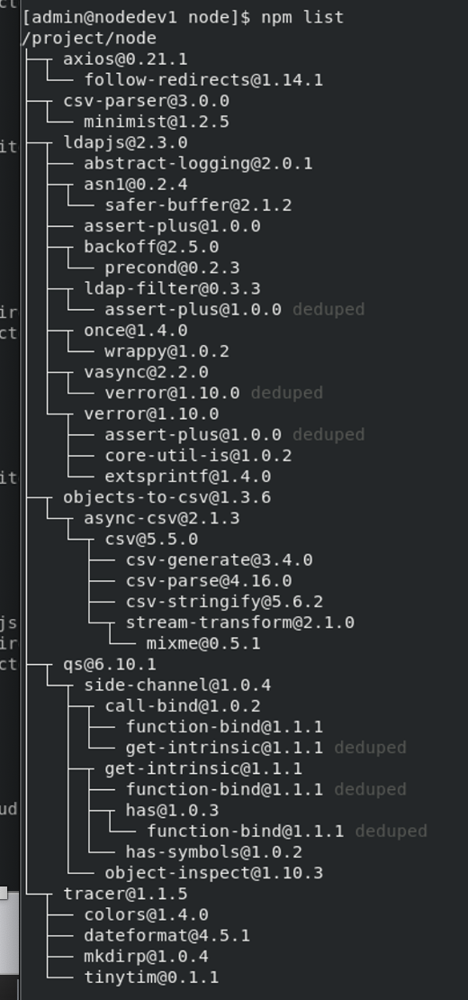 [admin@nodedev1 node]$ npm list
/project/node
├─┬ axios@0.21.1
│ └── follow-redirects@1.14.1
├─┬ csv-parser@3.0.0
│ └── minimist@1.2.5
├─┬ ldapjs@2.3.0
│ ├── abstract-logging@2.0.1
│ ├─┬ asn1@0.2.4
│ │ └── safer-buffer@2.1.2
│ ├── assert-plus@1.0.0
│ ├─┬ backoff@2.5.0
│ │ └── precond@0.2.3
│ ├─┬ ldap-filter@0.3.3
│ │ └── assert-plus@1.0.0 deduped
│ ├─┬ once@1.4.0
│ │ └── wrappy@1.0.2
│ ├─┬ vasync@2.2.0
│ │ └── verror@1.10.0 deduped
│ └─┬ verror@1.10.0
│   ├── assert-plus@1.0.0 deduped
│   ├── core-util-is@1.0.2
│   └── extsprintf@1.4.0
├─┬ objects-to-csv@1.3.6
│ └─┬ async-csv@2.1.3
│   └─┬ csv@5.5.0
│     ├── csv-generate@3.4.0
│     ├── csv-parse@4.16.0
│     ├── csv-stringify@5.6.2
│     └─┬ stream-transform@2.1.0
│       └── mixme@0.5.1
├─┬ qs@6.10.1
│ └─┬ side-channel@1.0.4
│   ├─┬ call-bind@1.0.2
│   │ ├── function-bind@1.1.1
│   │ └── get-intrinsic@1.1.1 deduped
│   ├─┬ get-intrinsic@1.1.1
│   │ ├── function-bind@1.1.1 deduped
│   │ ├─┬ has@1.0.3
│   │ │ └── function-bind@1.1.1 deduped
│   │ └── has-symbols@1.0.2
│   └── object-inspect@1.10.3
└─┬ tracer@1.1.5
  ├── colors@1.4.0
  ├── dateformat@4.5.1
  ├── mkdirp@1.0.4
  └── tinytim@0.1.1